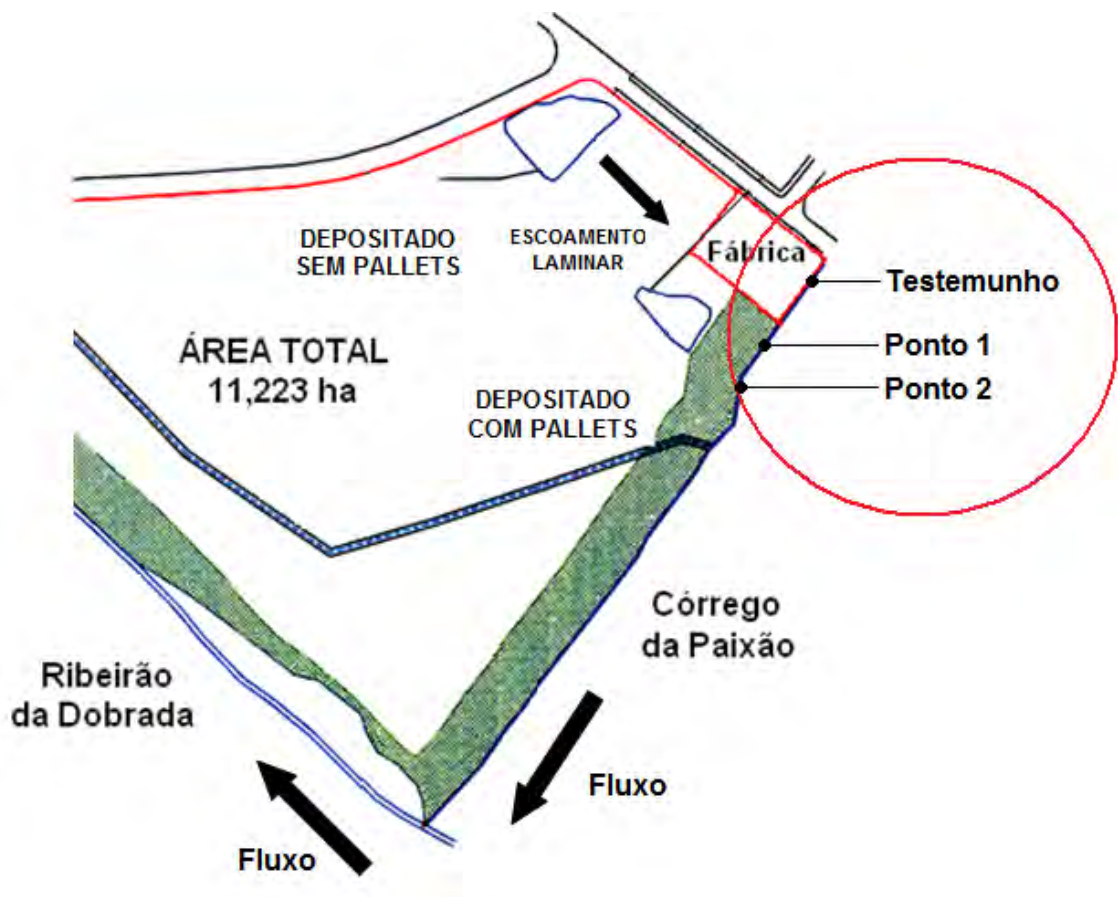 DEPOSITADO
SEM PALLETS
ESCOAMENTO
LAMINAR
Fábrica
Testemunho
Ponto 1
Ponto 2
ÁREA TOTAL
11,223 ha
DEPOSITADO
COM PALLETS
Córrego
da Paixão
Ribeirão
da Dobrada
Fluxo
Fluxo